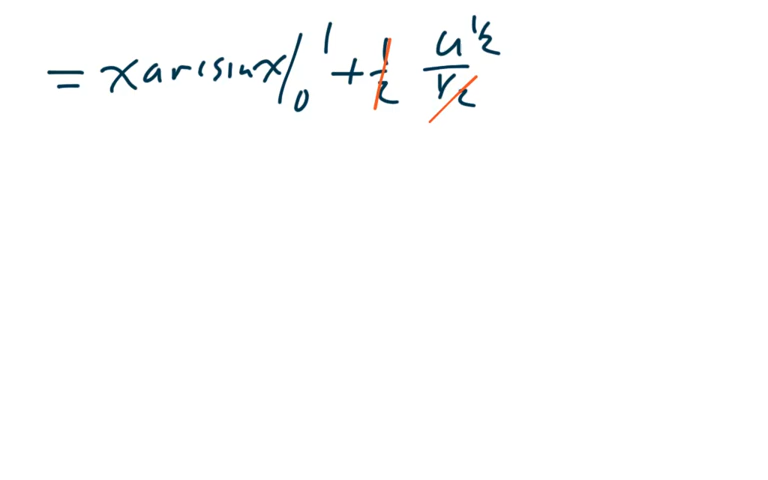 = x arcsin x |₀¹ + ½ u^½ / ½